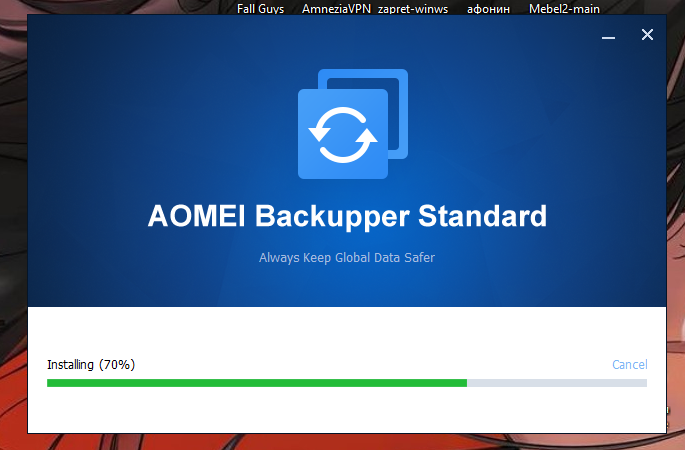 Fall Guys AmneziaVPN zapret-winws афонин Mebel2-main
AOMEI Backupper Standard
Always Keep Global Data Safer
Installing (70%) Cancel